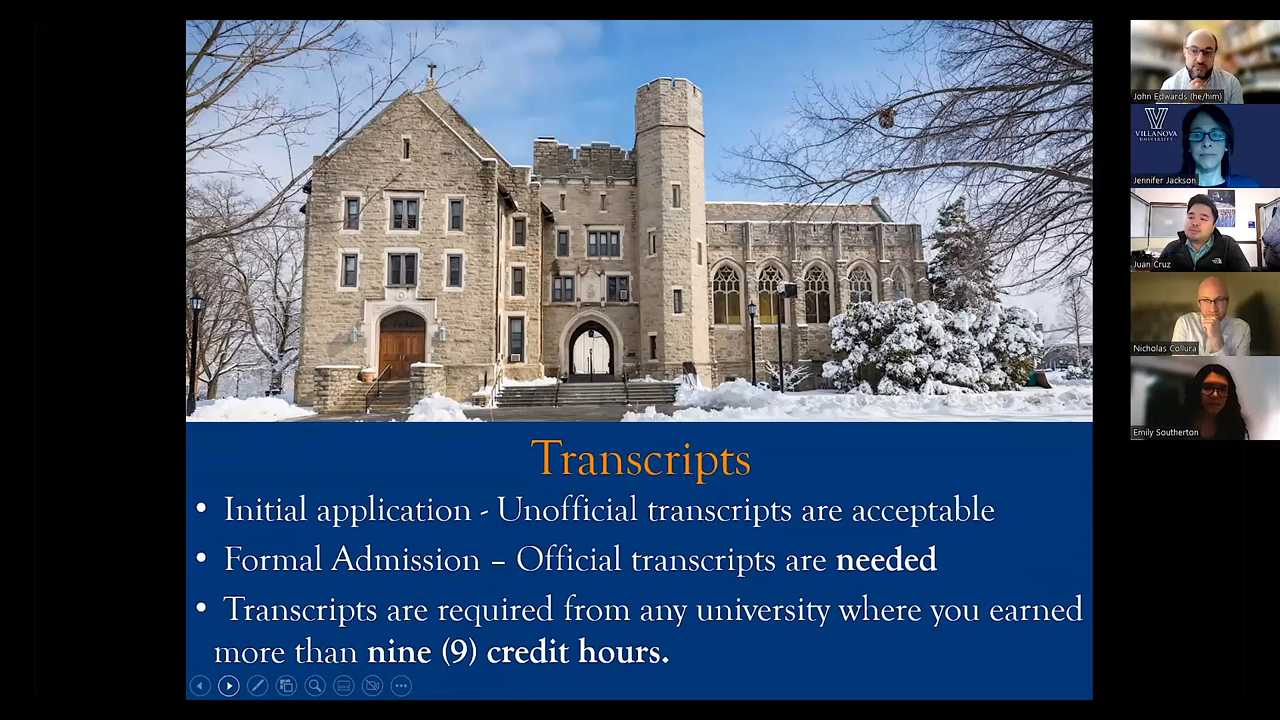 Transcripts
• Initial application - Unofficial transcripts are acceptable
• Formal Admission – Official transcripts are needed
• Transcripts are required from any university where you earned
more than nine (9) credit hours.
John Edwards (he/him)
VILLANOVA
UNIVERSITY
Jennifer Jackson
Juan Cruz
Nicholas Collura
Emily Southerton